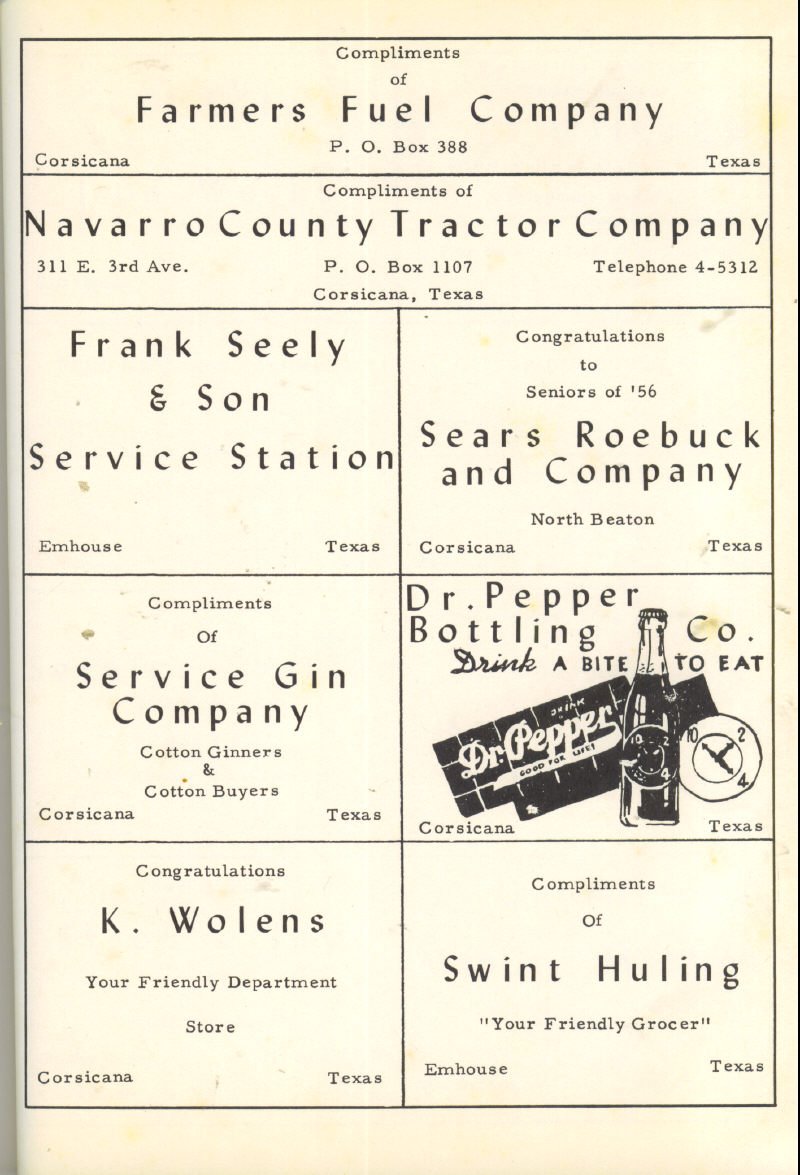 Compliments
of
Farmers Fuel Company
P. O. Box 388
Corsicana Texas
Compliments of
Navarro County Tractor Company
311 E. 3rd Ave. P. O. Box 1107 Telephone 4-5312
Corsicana, Texas
Frank Seely
& Son
Service Station
Emhouse Texas
Congratulations
to
Seniors of '56
Sears Roebuck
and Company
North Beaton
Corsicana Texas
Compliments
Of
Service Gin
Company
Cotton Ginners
&
Cotton Buyers
Corsicana Texas
Dr. Pepper
Bottling Co.
Drink A BITE TO EAT
DRINK
Dr. Pepper
GOOD FOR LIFE!
10 2
4
10 2
4
Corsicana Texas
Congratulations
K. Wolens
Your Friendly Department
Store
Corsicana Texas
Compliments
Of
Swint Huling
"Your Friendly Grocer"
Emhouse Texas